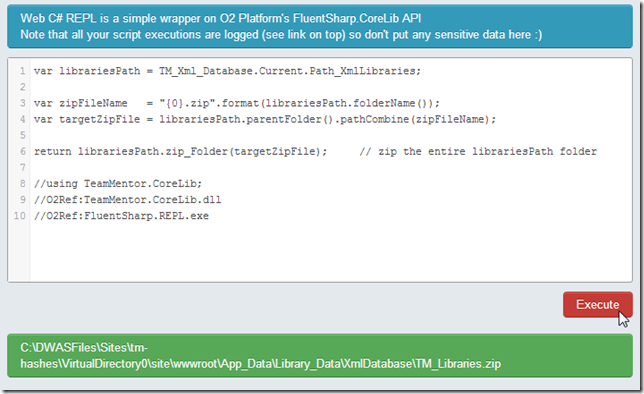 Web C# REPL is a simple wrapper on O2 Platform's FluentSharp.CoreLib API
Note that all your script executions are logged (see link on top) so don't put any sensitive data here :)
1 var librariesPath = TM_Xml_Database.Current.Path_XmlLibraries;
2
3 var zipFileName   = "{0}.zip".format(librariesPath.folderName());
4 var targetZipFile = librariesPath.parentFolder().pathCombine(zipFileName);
5
6 return librariesPath.zip_Folder(targetZipFile);     // zip the entire librariesPath folder
7
8 //using TeamMentor.CoreLib;
9 //O2Ref:TeamMentor.CoreLib.dll
10 //O2Ref:FluentSharp.REPL.exe
Execute
C:\DWASFiles\Sites\tm-
hashes\VirtualDirectory0\site\wwwroot\App_Data\Library_Data\XmlDatabase\TM_Libraries.zip